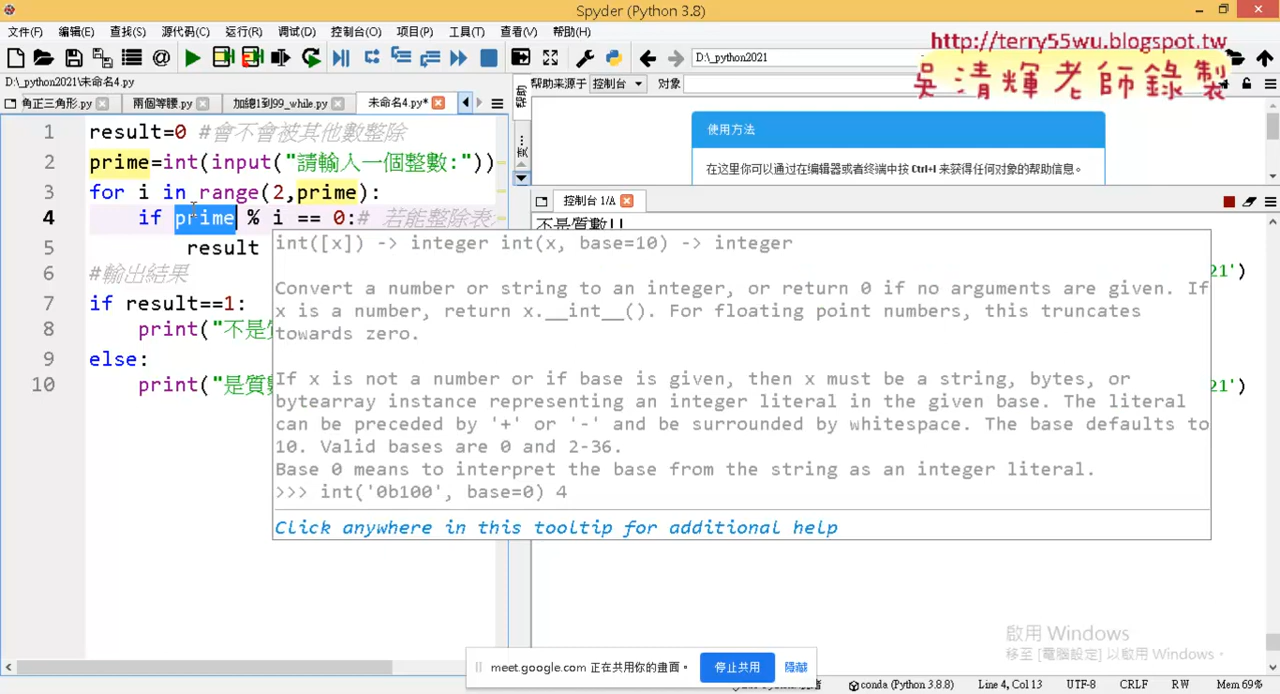 Spyder (Python 3.8)
文件(F) 编辑(E) 查找(S) 源代码(C) 运行(R) 调试(D) 控制台(O) 项目(P) 工具(T) 查看(V) 帮助(H)
http://terry55wu.blogspot.tw
D:\_python2021
吳清輝老師錄製
D:\_python2021\未命名4.py
帮助来源于 控制台 对象
角正三角形.py 兩個等腰.py 加總1到99_while.py 未命名4.py*
使用方法
在这里你可以通过在编辑器或者终端中按 Ctrl+I 来获得任何对象的帮助信息。
控制台 1/A
1 result=0 #會不會被其他數整除
2 prime=int(input("請輸入一個整數:"))
3 for i in range(2,prime):
4 if prime % i == 0:# 若能整除表
5 result
6 #輸出結果
7 if result==1:
8 print("不是
9 else:
10 print("是質
不是質數!!
21')
21')
int([x]) -> integer int(x, base=10) -> integer
Convert a number or string to an integer, or return 0 if no arguments are given. If
x is a number, return x.__int__(). For floating point numbers, this truncates
towards zero.
If x is not a number or if base is given, then x must be a string, bytes, or
bytearray instance representing an integer literal in the given base. The literal
can be preceded by '+' or '-' and be surrounded by whitespace. The base defaults to
10. Valid bases are 0 and 2-36.
Base 0 means to interpret the base from the string as an integer literal.
>>> int('0b100', base=0) 4
Click anywhere in this tooltip for additional help
啟用 Windows
移至 [電腦設定] 以啟用 Windows。
meet.google.com 正在共用你的畫面。 停止共用 隱藏
conda (Python 3.8.8) Line 4, Col 13 UTF-8 CRLF RW Mem 69%